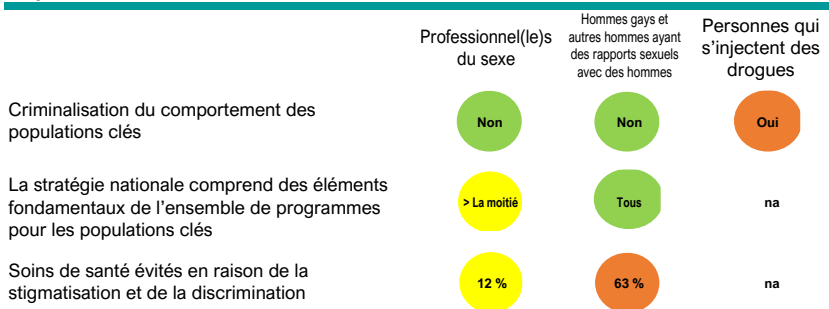 Professionnel(le)s
du sexe
Hommes gays et
autres hommes ayant
des rapports sexuels
avec des hommes
Personnes qui
s'injectent des
drogues
Criminalisation du comportement des
populations clés
Non
Non
Oui
La stratégie nationale comprend des éléments
fondamentaux de l'ensemble de programmes
pour les populations clés
> La moitié
Tous
na
Soins de santé évités en raison de la
stigmatisation et de la discrimination
12 %
63 %
na